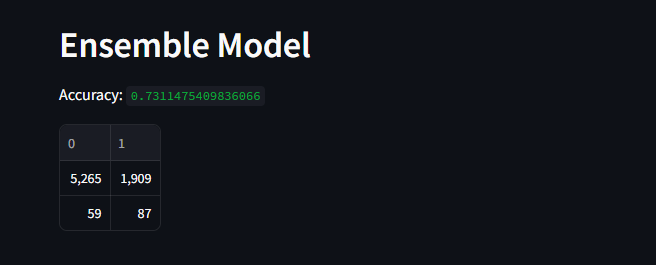 Ensemble Model
Accuracy: 0.7311475409836066
0 1
5,265 1,909
59 87